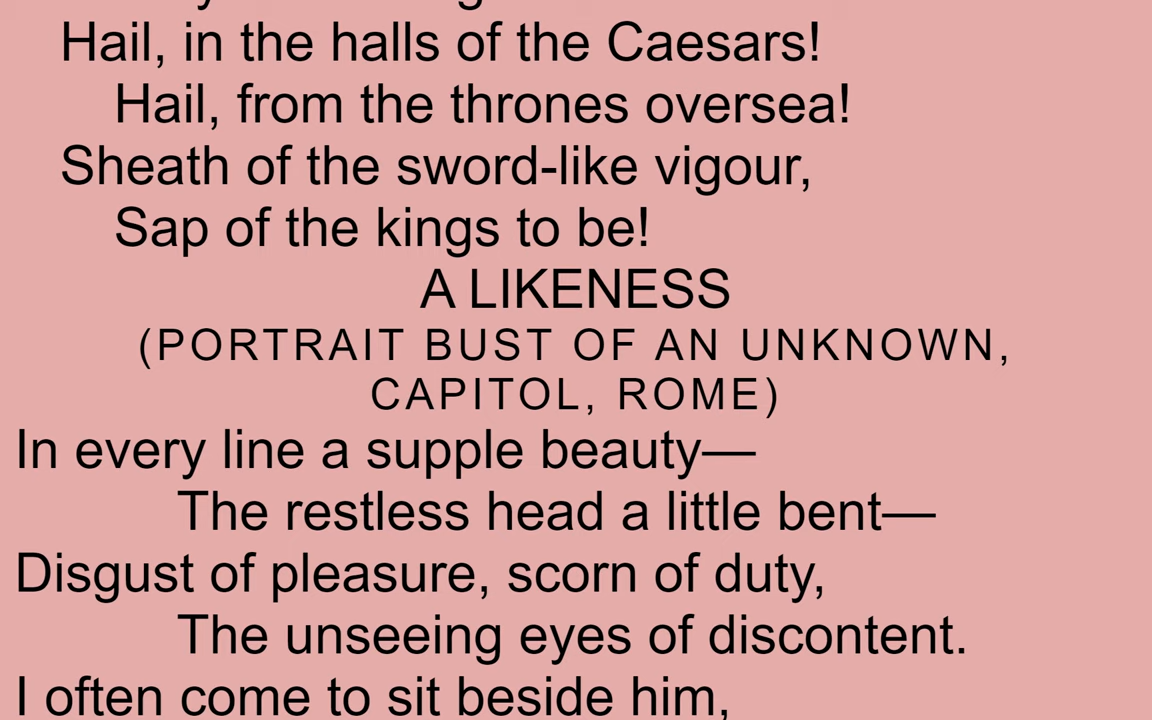 Hail, in the halls of the Caesars!
Hail, from the thrones oversea!
Sheath of the sword-like vigour,
Sap of the kings to be!
A LIKENESS
(PORTRAIT BUST OF AN UNKNOWN,
CAPITOL, ROME)
In every line a supple beauty—
The restless head a little bent—
Disgust of pleasure, scorn of duty,
The unseeing eyes of discontent.
I often come to sit beside him,